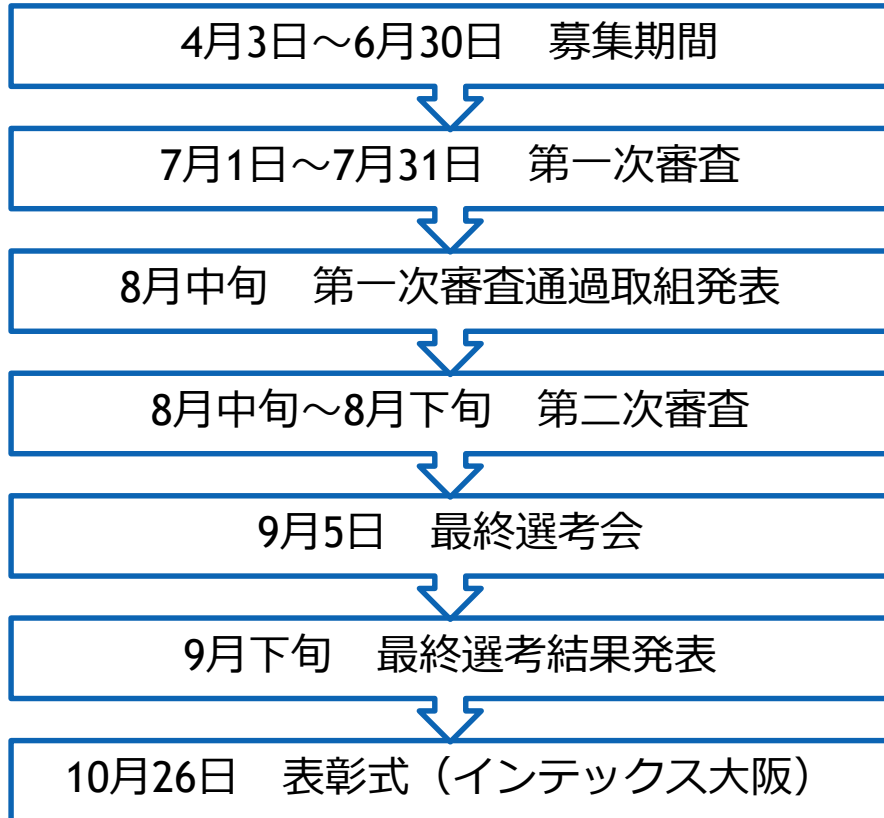 4月3日～6月30日　募集期間
7月1日～7月31日　第一次審査
8月中旬　第一次審査通過取組発表
8月中旬～8月下旬　第二次審査
9月5日　最終選考会
9月下旬　最終選考結果発表
10月26日　表彰式（インテックス大阪）